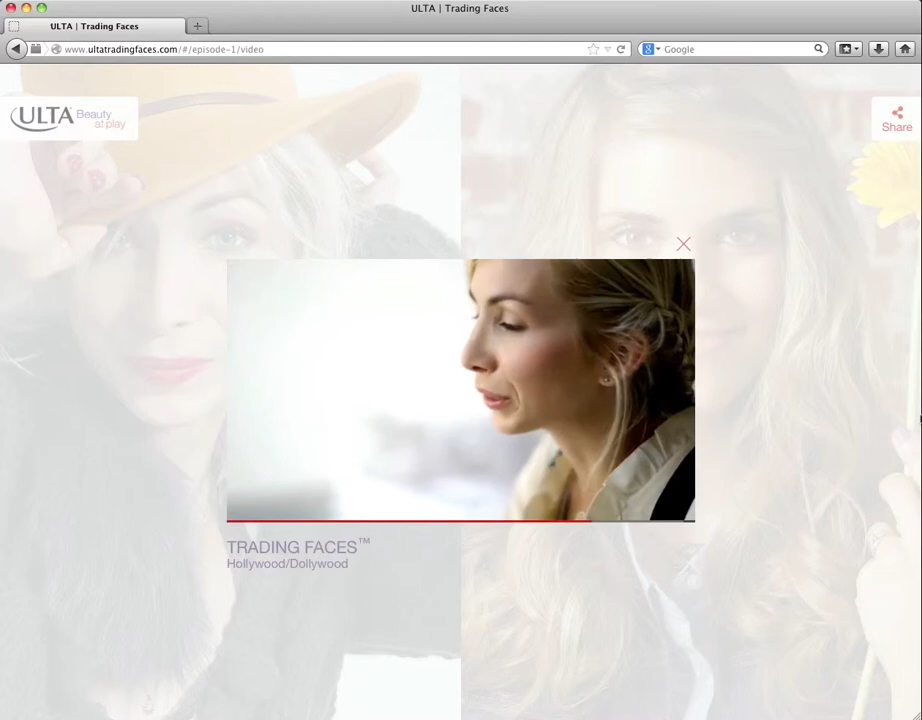 ULTA | Trading Faces
ULTA | Trading Faces
www.ultatradingfaces.com/#/episode-1/video
Google
ULTA Beauty
at play
Share
TRADING FACES™
Hollywood/Dollywood